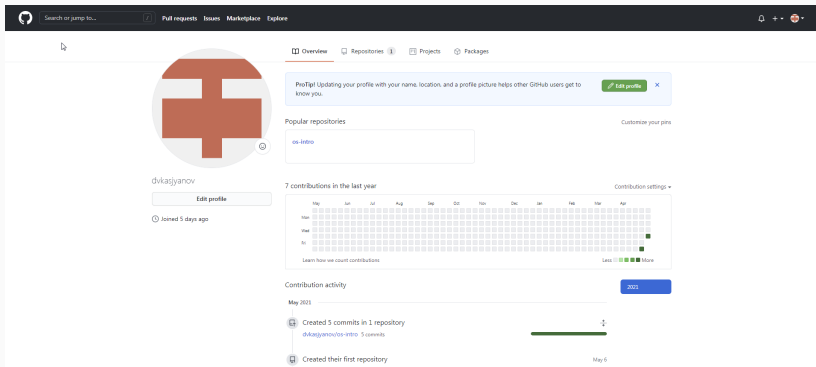 Search or jump to... /
Pull requests Issues Marketplace Explore
Overview Repositories 1 Projects Packages
ProTip! Updating your profile with your name, location, and a profile picture helps other GitHub users get to
know you.
Edit profile
Popular repositories
Customize your pins
os-intro
dvkasjyanov
Edit profile
Joined 5 days ago
7 contributions in the last year
Contribution settings
May Jun Jul Aug Sep Oct Nov Dec Jan Feb Mar Apr
Mon
Wed
Fri
Learn how we count contributions
Less More
Contribution activity
2021
May 2021
Created 5 commits in 1 repository
dvkasjyanov/os-intro 5 commits
Created their first repository
May 6